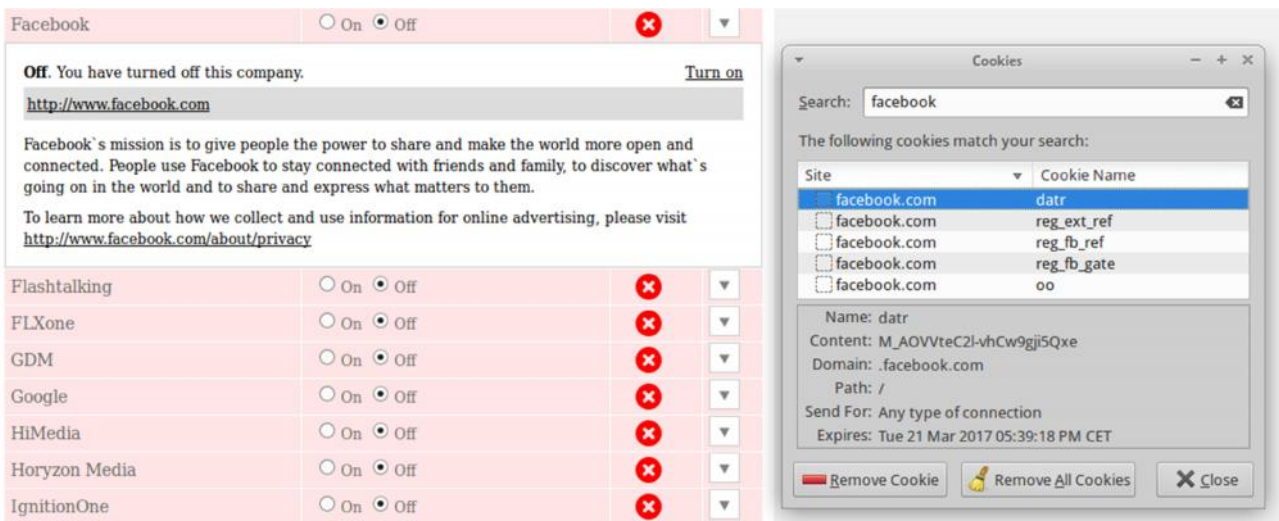 Facebook On Off
Off. You have turned off this company. Turn on
http://www.facebook.com
Facebook`s mission is to give people the power to share and make the world more open and
connected. People use Facebook to stay connected with friends and family, to discover what`s
going on in the world and to share and express what matters to them.
To learn more about how we collect and use information for online advertising, please visit
http://www.facebook.com/about/privacy
Flashtalking On Off
FLXone On Off
GDM On Off
Google On Off
HiMedia On Off
Horyzon Media On Off
IgnitionOne On Off
Cookies
Search: facebook
The following cookies match your search:
Site Cookie Name
facebook.com datr
facebook.com reg_ext_ref
facebook.com reg_fb_ref
facebook.com reg_fb_gate
facebook.com oo
Name: datr
Content: M_AOVVteC2l-vhCw9gji5Qxe
Domain: .facebook.com
Path: /
Send For: Any type of connection
Expires: Tue 21 Mar 2017 05:39:18 PM CET
Remove Cookie Remove All Cookies Close